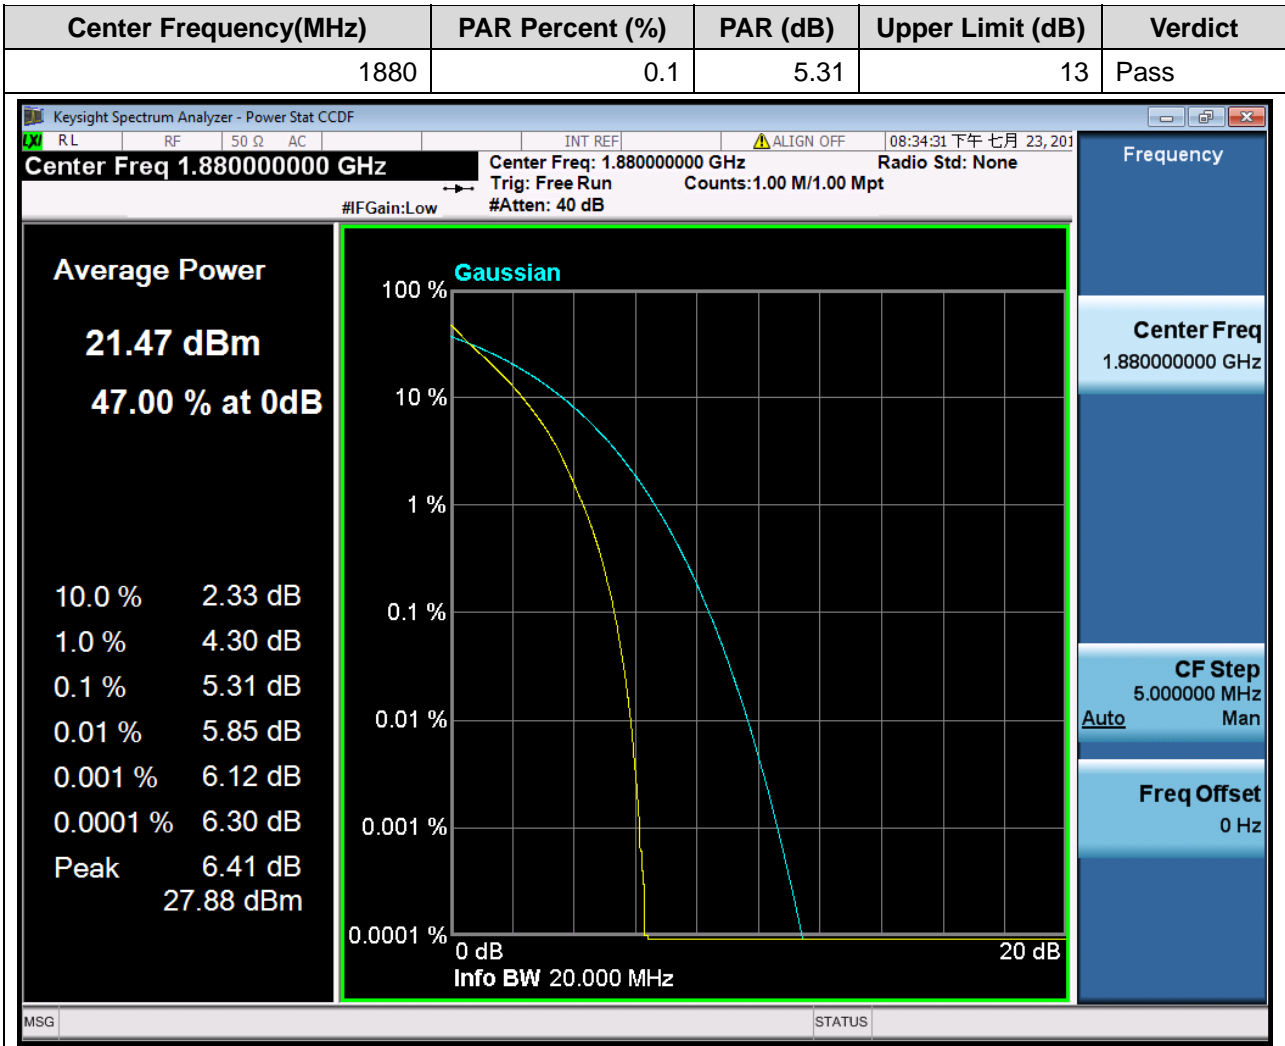 Center Frequency(MHz) PAR Percent (%) PAR (dB) Upper Limit (dB) Verdict
1880 0.1 5.31 13 Pass
Keysight Spectrum Analyzer - Power Stat CCDF
LXI RL RF 50 Ω AC INT REF ALIGN OFF 08:34:31 下午 七月 23, 201
Center Freq 1.880000000 GHz
Center Freq: 1.880000000 GHz Radio Std: None
Trig: Free Run Counts:1.00 M/1.00 Mpt
#IFGain:Low #Atten: 40 dB
Frequency
Average Power
21.47 dBm
47.00 % at 0dB
10.0 % 2.33 dB
1.0 % 4.30 dB
0.1 % 5.31 dB
0.01 % 5.85 dB
0.001 % 6.12 dB
0.0001 % 6.30 dB
Peak 6.41 dB
27.88 dBm
Gaussian
100 %
10 %
1 %
0.1 %
0.01 %
0.001 %
0.0001 %
0 dB 20 dB
Info BW 20.000 MHz
Center Freq
1.880000000 GHz
CF Step
5.000000 MHz
Auto Man
Freq Offset
0 Hz
MSG STATUS